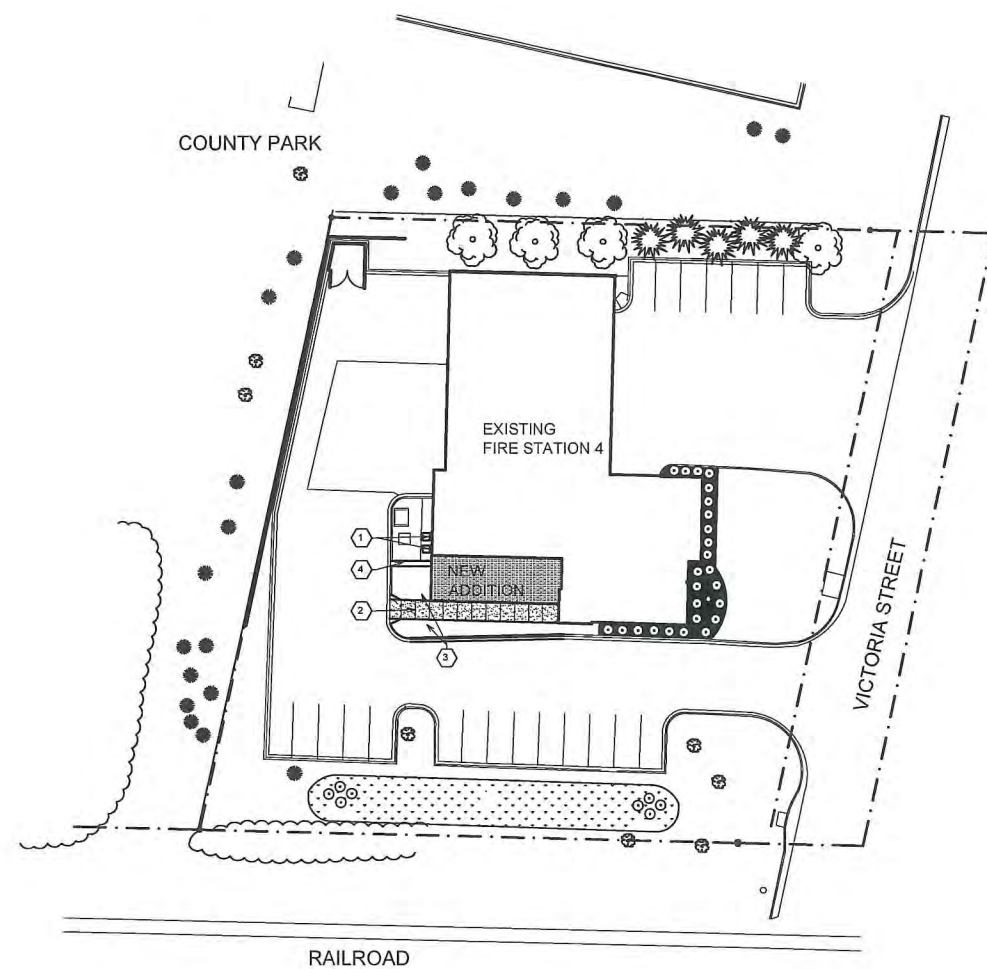 COUNTY PARK
EXISTING
FIRE STATION 4
1
4
NEW
ADDITION
2
3
VICTORIA STREET
RAILROAD